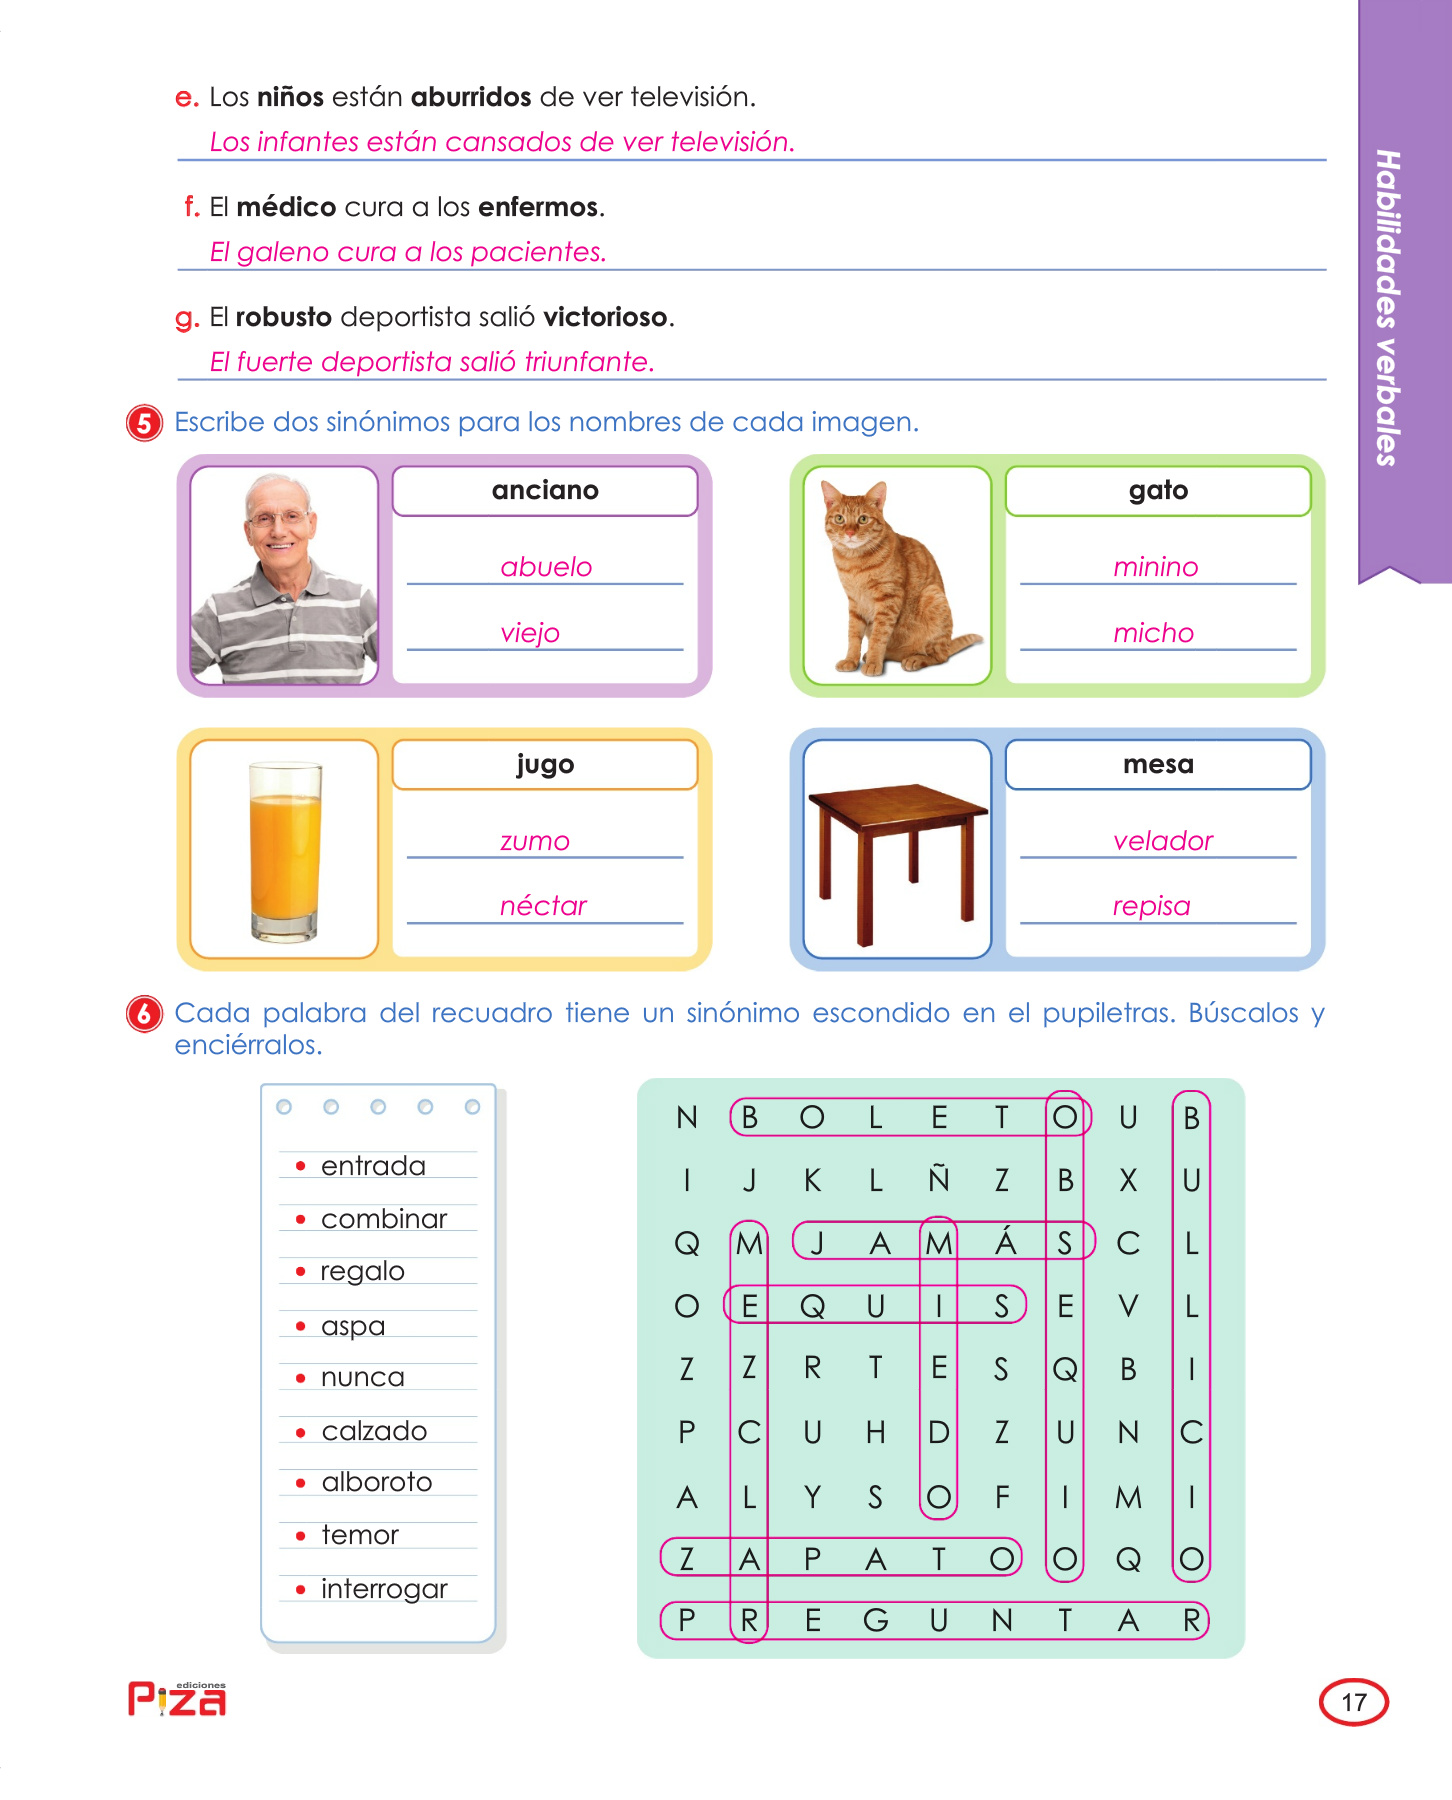 e. Los niños están aburridos de ver televisión.
Los infantes están cansados de ver televisión.
f. El médico cura a los enfermos.
El galeno cura a los pacientes.
g. El robusto deportista salió victorioso.
El fuerte deportista salió triunfante.
Habilidades verbales
5 Escribe dos sinónimos para los nombres de cada imagen.
anciano
abuelo
viejo
gato
minino
micho
jugo
zumo
néctar
mesa
velador
repisa
6 Cada palabra del recuadro tiene un sinónimo escondido en el pupiletras. Búscalos y
enciérralos.
• entrada
• combinar
• regalo
• aspa
• nunca
• calzado
• alboroto
• temor
• interrogar
N B O L E T O U B
I J K L Ñ Z B X U
Q M J A M Á S C L
O E Q U I S E V L
Z Z R T E S Q B I
P C U H D Z U N C
A L Y S O F I M I
Z A P A T O O Q O
P R E G U N T A R
ediciones
Piza
17